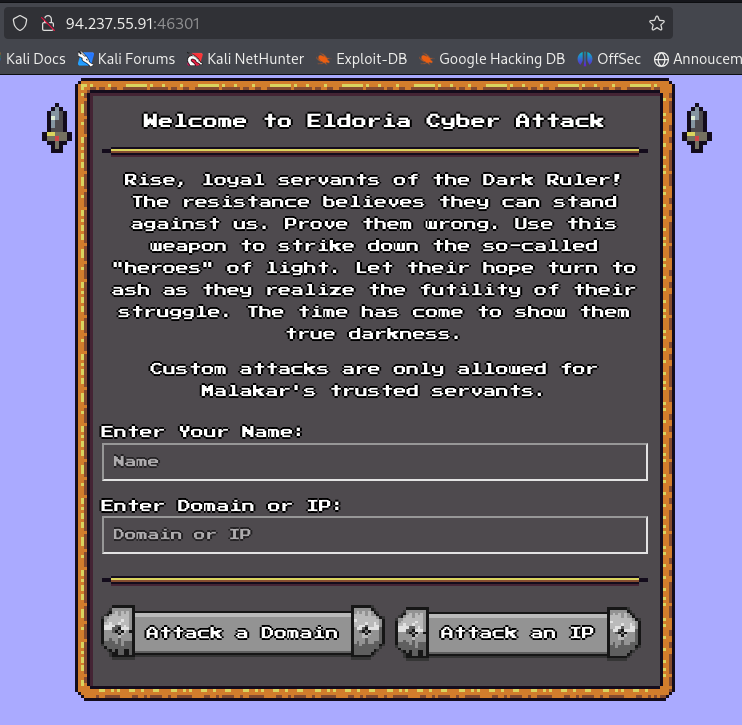 94.237.55.91:46301
Kali Docs Kali Forums Kali NetHunter Exploit-DB Google Hacking DB OffSec
Welcome to Eldoria Cyber Attack
Rise, loyal servants of the Dark Ruler!
The resistance believes they can stand
against us. Prove them wrong. Use this
weapon to strike down the so-called
"heroes" of light. Let their hope turn to
ash as they realize the futility of their
struggle. The time has come to show them
true darkness.
Custom attacks are only allowed for
Malakar's trusted servants.
Enter Your Name:
Name
Enter Domain or IP:
Domain or IP
Attack a Domain Attack an IP